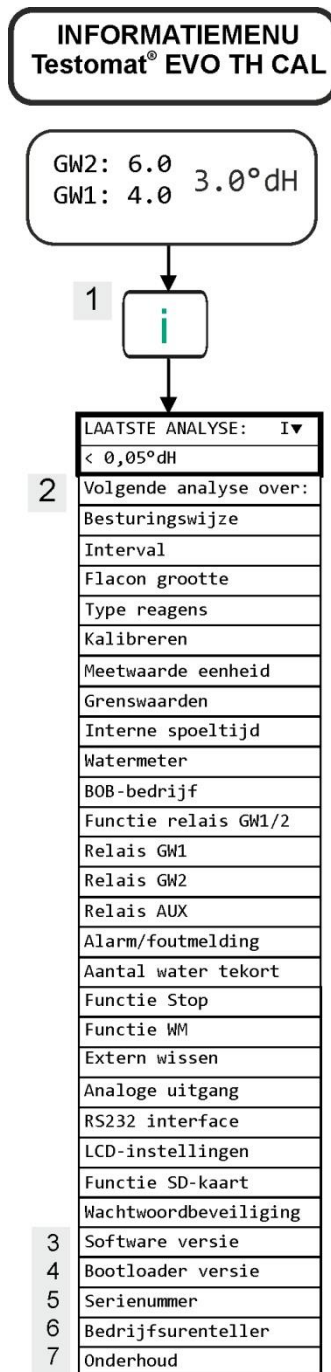 INFORMATIEMENU
Testomat® EVO TH CAL
GW2: 6.0
GW1: 4.0
3.0°dH
1
i
LAATSTE ANALYSE: I▼
< 0,05°dH
2 Volgende analyse over:
Besturingswijze
Interval
Flacon grootte
Type reagens
Kalibreren
Meetwaarde eenheid
Grenswaarden
Interne spoeltijd
Watermeter
BOB-bedrijf
Functie relais GW1/2
Relais GW1
Relais GW2
Relais AUX
Alarm/foutmelding
Aantal water tekort
Functie Stop
Functie WM
Extern wissen
Analoge uitgang
RS232 interface
LCD-instellingen
Functie SD-kaart
Wachtwoordbeveiliging
3 Software versie
4 Bootloader versie
5 Serienummer
6 Bedrijfsurenteller
7 Onderhoud